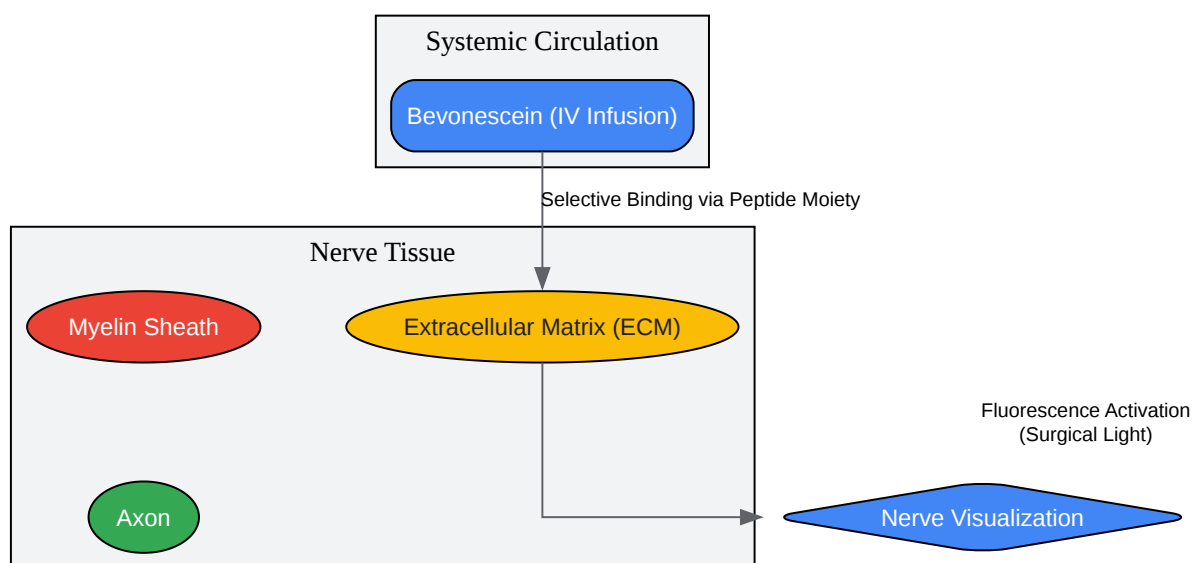 Systemic Circulation
Bevonescein (IV Infusion)
Selective Binding via Peptide Moiety
Nerve Tissue
Myelin Sheath
Extracellular Matrix (ECM)
Fluorescence Activation
(Surgical Light)
Axon
Nerve Visualization